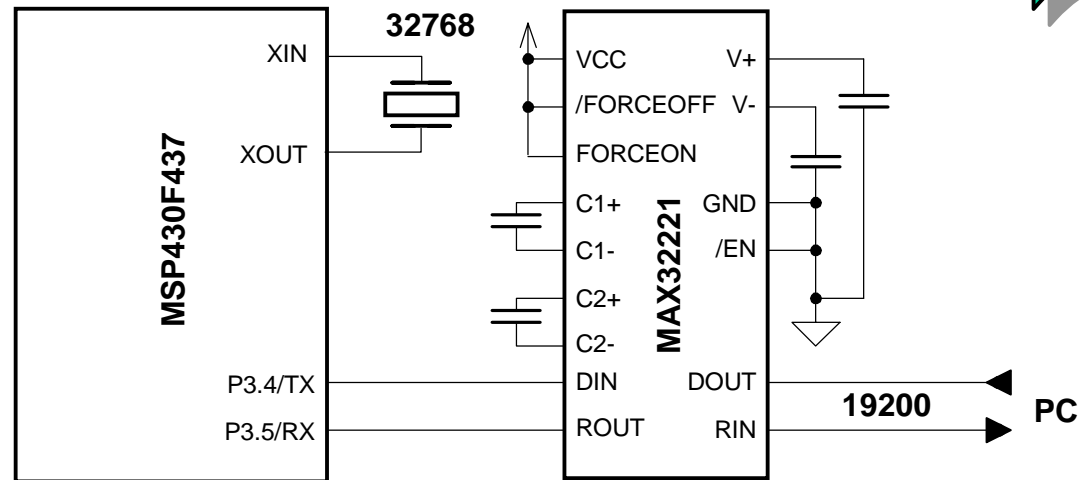 32768
XIN
XOUT
MSP430F437
P3.4/TX
P3.5/RX
VCC
/FORCEOFF
FORCEON
C1+
C1-
C2+
C2-
DIN
ROUT
MAX32221
V+
V-
GND
/EN
DOUT
RIN
19200
PC